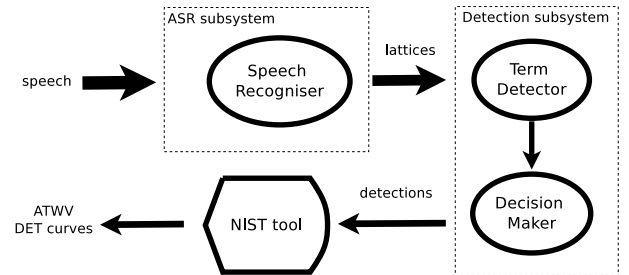 ASR subsystem
Detection subsystem
speech
Speech
Recogniser
lattices
Term
Detector
Decision
Maker
detections
NIST tool
ATWV
DET curves